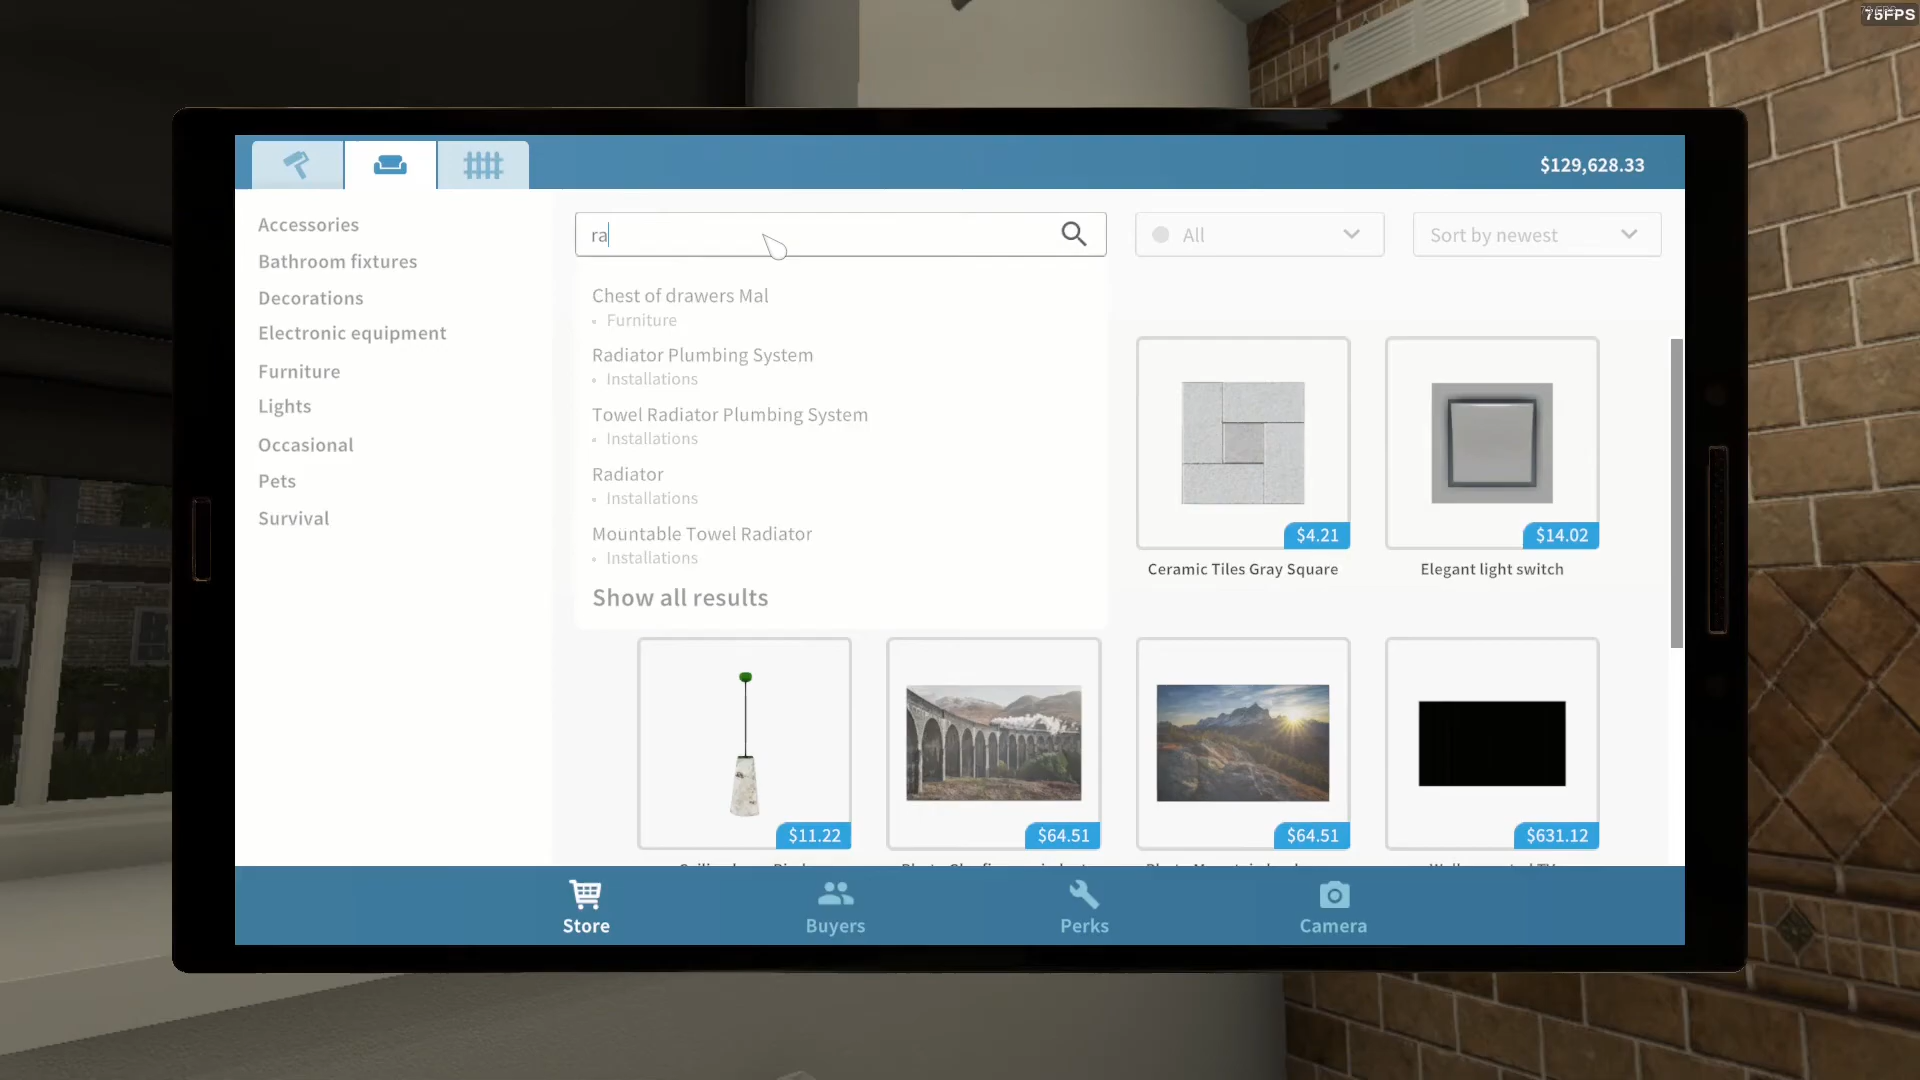 75FPS
$129,628.33
Accessories
Bathroom fixtures
Decorations
Electronic equipment
Furniture
Lights
Occasional
Pets
Survival
ra
All
Sort by newest
Chest of drawers Mal
Furniture
Radiator Plumbing System
Installations
Towel Radiator Plumbing System
Installations
Radiator
Installations
Mountable Towel Radiator
Installations
Show all results
$4.21
Ceramic Tiles Gray Square
$14.02
Elegant light switch
$11.22
$64.51
$64.51
$631.12
Store
Buyers
Perks
Camera